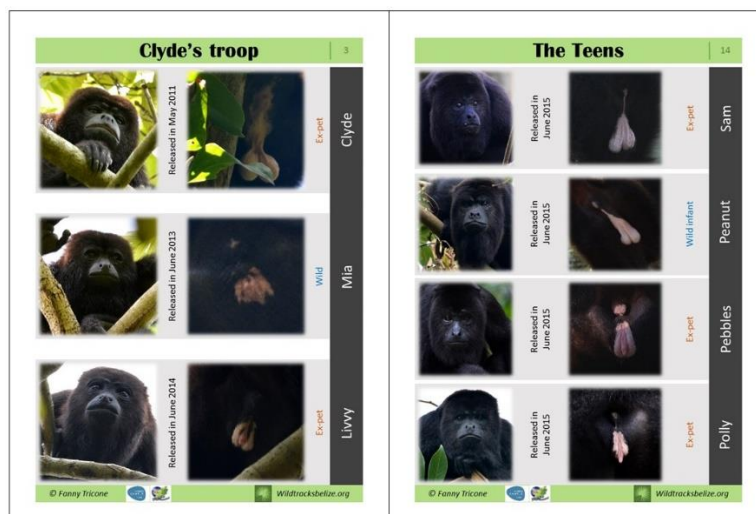 Clyde's troop
3
Released in May 2011
Ex-pet
Clyde
Released in June 2013
Wild
Mia
Released in June 2014
Ex-pet
Livvy
© Fanny Tricone
Wildtracksbelize.org
The Teens
14
Released in
June 2015
Ex-pet
Sam
Released in
June 2015
Wild infant
Peanut
Released in
June 2015
Ex-pet
Pebbles
Released in
June 2015
Ex-pet
Polly
© Fanny Tricone
Wildtracksbelize.org